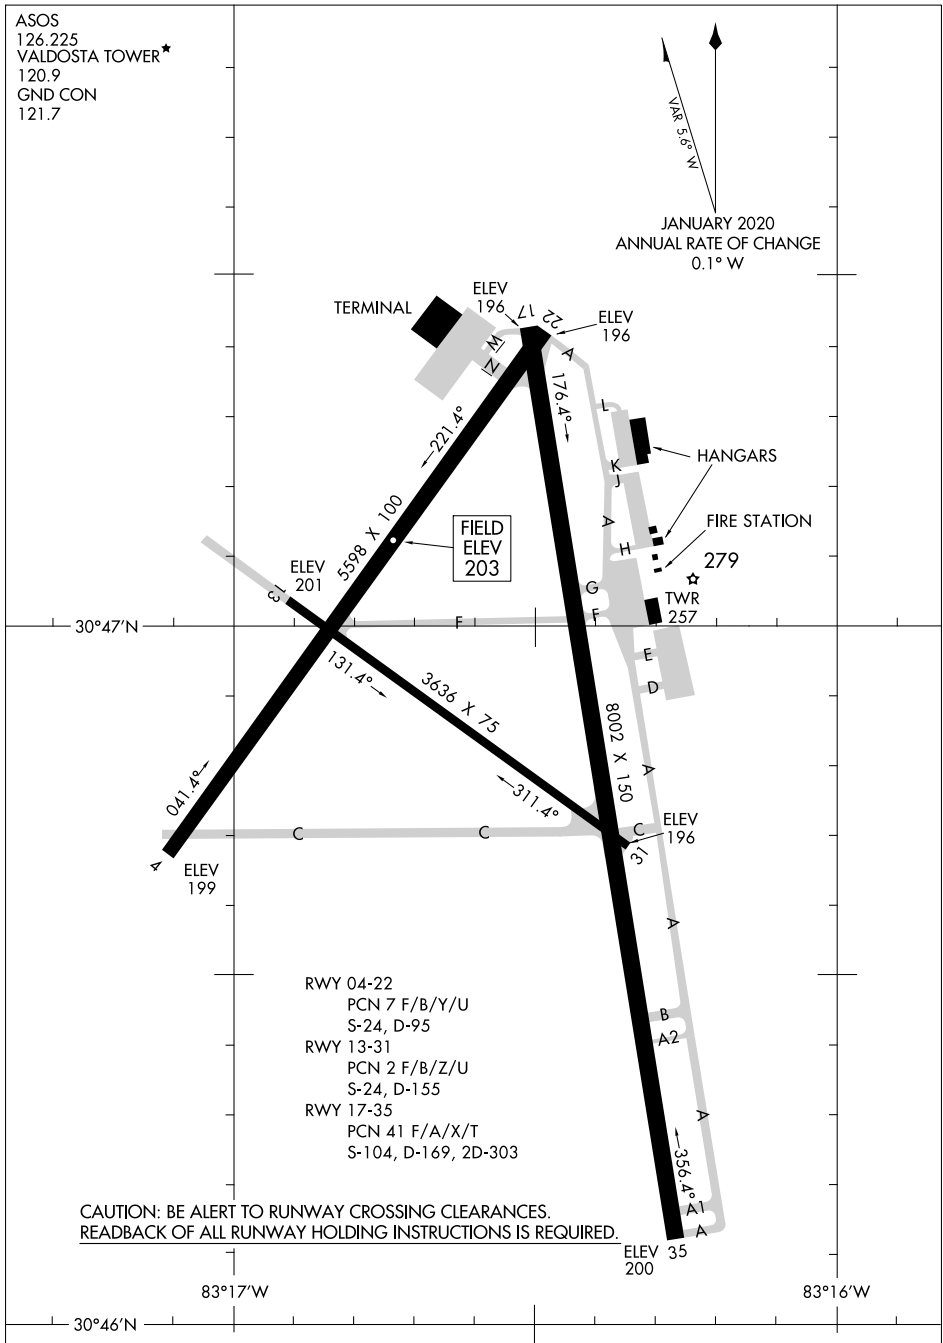 ASOS
126.225
VALDOSTA TOWER★
120.9
GND CON
121.7
VAR 5.6° W
JANUARY 2020
ANNUAL RATE OF CHANGE
0.1° W
TERMINAL
ELEV
196
17
22
ELEV
196
A
M
N
L
176.4°
221.4°
K
J
HANGARS
5598 X 100
A
FIELD
ELEV
203
FIRE STATION
H
279
ELEV
201
13
G
TWR
257
30°47'N
F
F
E
D
131.4°
3636 X 75
8002 X 150
A
041.4°
311.4°
C
C
C
ELEV
196
31
4
ELEV
199
A
RWY 04-22
PCN 7 F/B/Y/U
S-24, D-95
RWY 13-31
PCN 2 F/B/Z/U
S-24, D-155
RWY 17-35
PCN 41 F/A/X/T
S-104, D-169, 2D-303
B
A2
A
356.4°
A1
A
CAUTION: BE ALERT TO RUNWAY CROSSING CLEARANCES.
READBACK OF ALL RUNWAY HOLDING INSTRUCTIONS IS REQUIRED.
ELEV
200
35
83°17'W
83°16'W
30°46'N